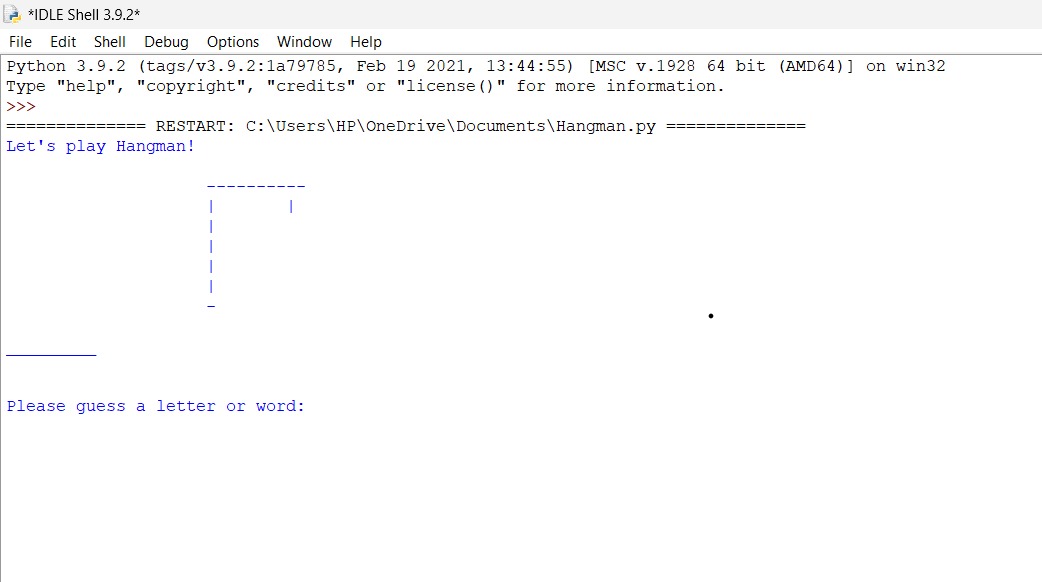 *IDLE Shell 3.9.2*
File Edit Shell Debug Options Window Help
Python 3.9.2 (tags/v3.9.2:1a79785, Feb 19 2021, 13:44:55) [MSC v.1928 64 bit (AMD64)] on win32
Type "help", "copyright", "credits" or "license()" for more information.
>>>
============== RESTART: C:\Users\HP\OneDrive\Documents\Hangman.py ==============
Let's play Hangman!
----------
|       |
|
|
|
|
-
_________
Please guess a letter or word: